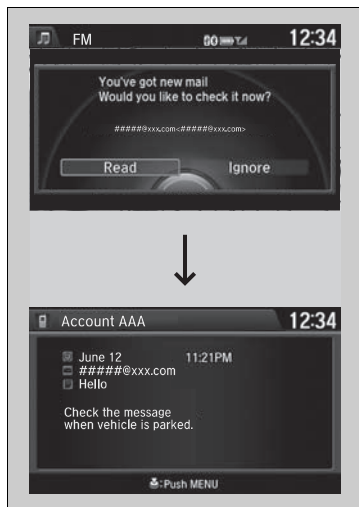 FM 12:34
You've got new mail
Would you like to check it now?
#####@xxx.com<#####@xxx.com>
Read Ignore
Account AAA 12:34
June 12 11:21PM
#####@xxx.com
Hello
Check the message
when vehicle is parked.
:Push MENU